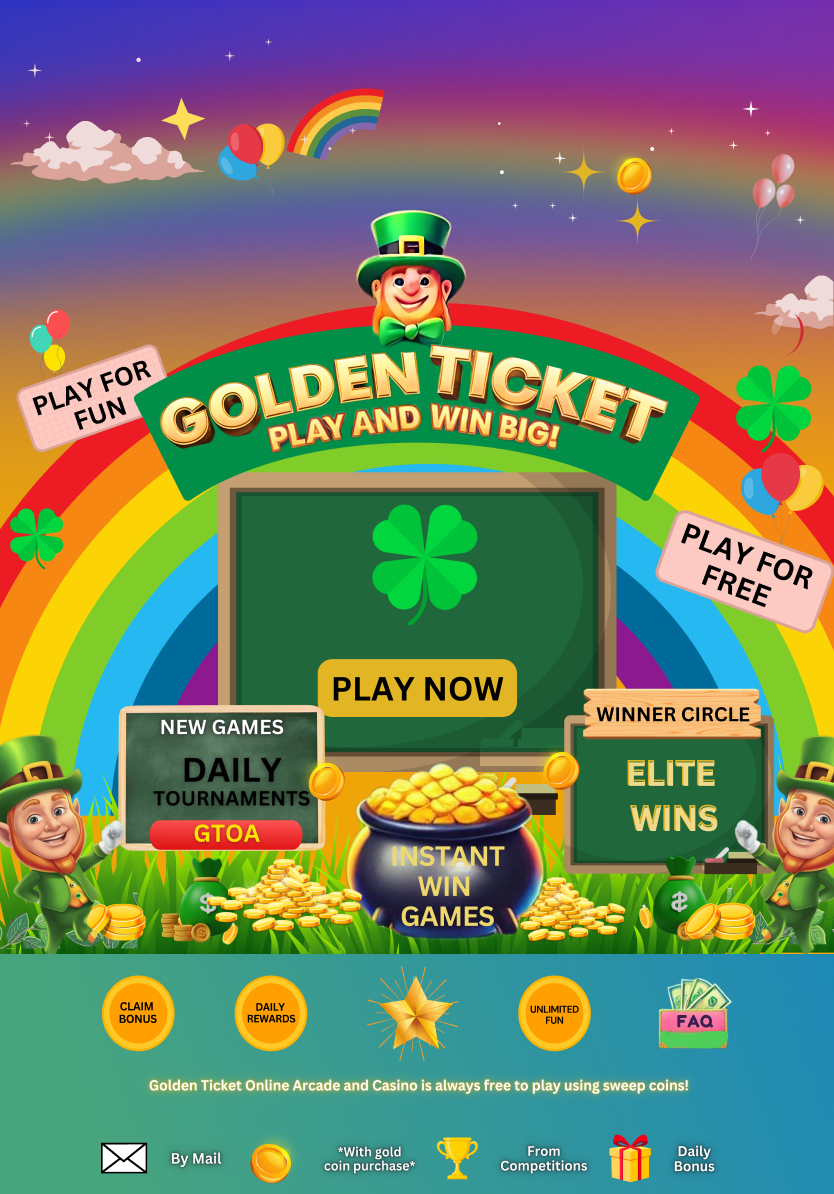 GOLDEN TICKET
PLAY AND WIN BIG!
PLAY FOR
FUN
PLAY FOR
FREE
PLAY NOW
NEW GAMES
DAILY
TOURNAMENTS
GTOA
WINNER CIRCLE
ELITE
WINS
INSTANT
WIN
GAMES
CLAIM
BONUS
DAILY
REWARDS
UNLIMITED
FUN
FAQ
Golden Ticket Online Arcade and Casino is always free to play using sweep coins!
By Mail
*With gold
coin purchase*
From
Competitions
Daily
Bonus